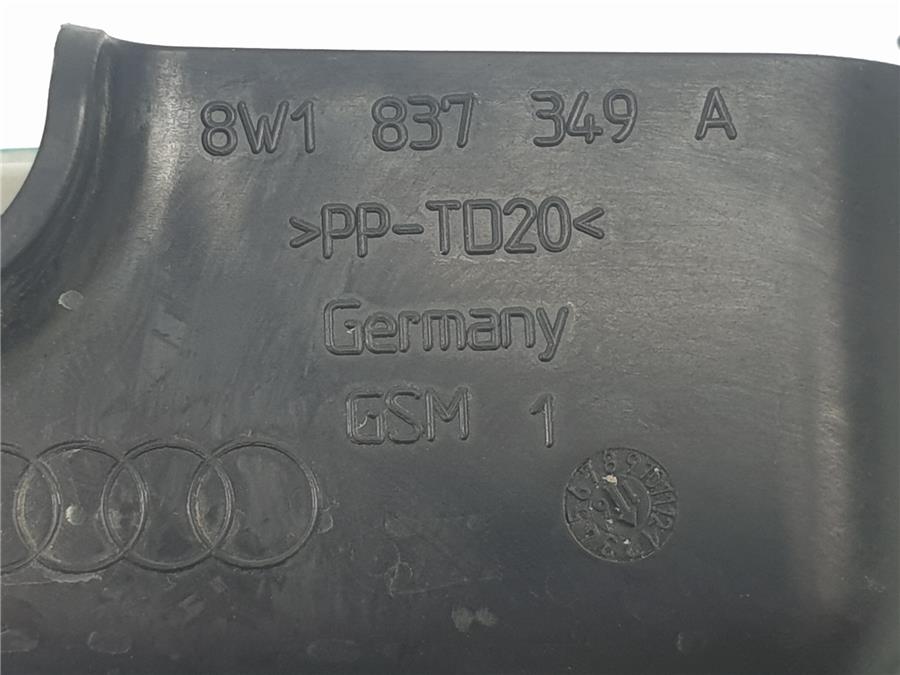 8W1 837 349 A
>PP-TD20<
Germany
GSM 1